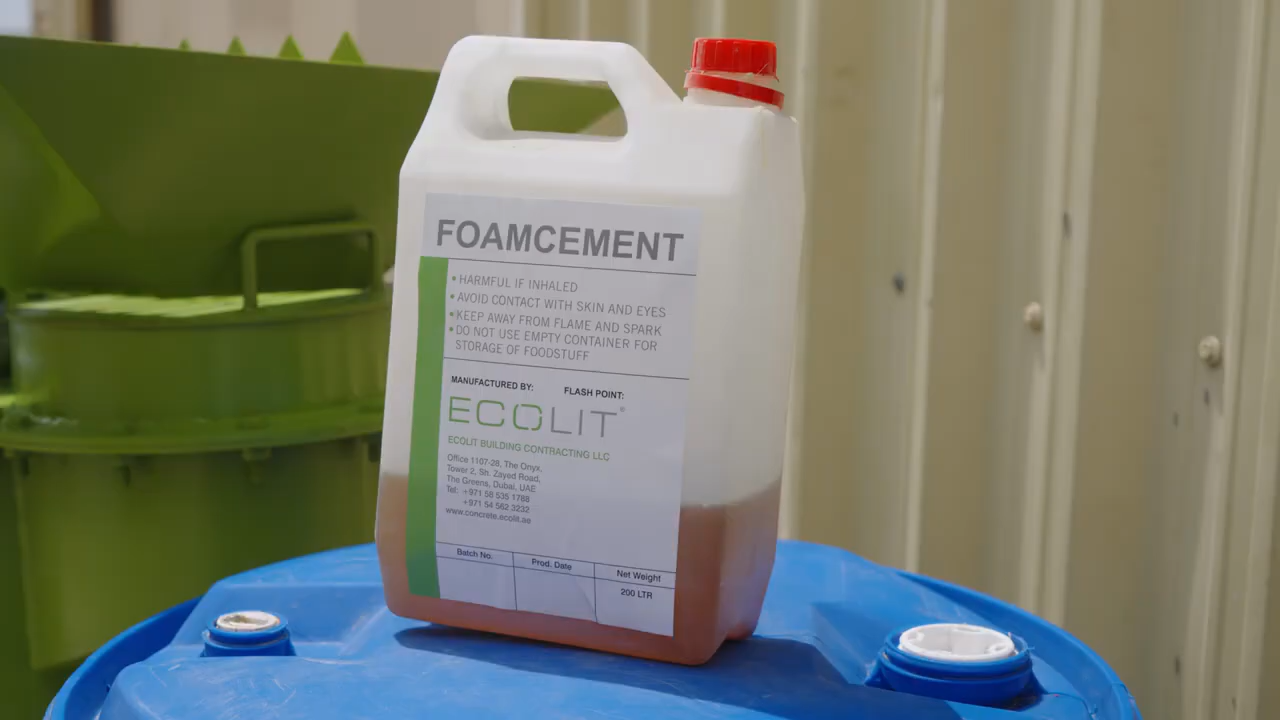 FOAMCEMENT
• HARMFUL IF INHALED
• AVOID CONTACT WITH SKIN AND EYES
• KEEP AWAY FROM FLAME AND SPARK
• DO NOT USE EMPTY CONTAINER FOR
STORAGE OF FOODSTUFF
MANUFACTURED BY: FLASH POINT:
ECOLIT®
ECOLIT BUILDING CONTRACTING LLC
Office 1107-28, The Onyx,
Tower 2, Sh. Zayed Road,
The Greens, Dubai, UAE
Tel: +971 58 535 1788
+971 54 562 3232
www.concrete.ecolit.ae
Batch No. Prod. Date Net Weight
200 LTR